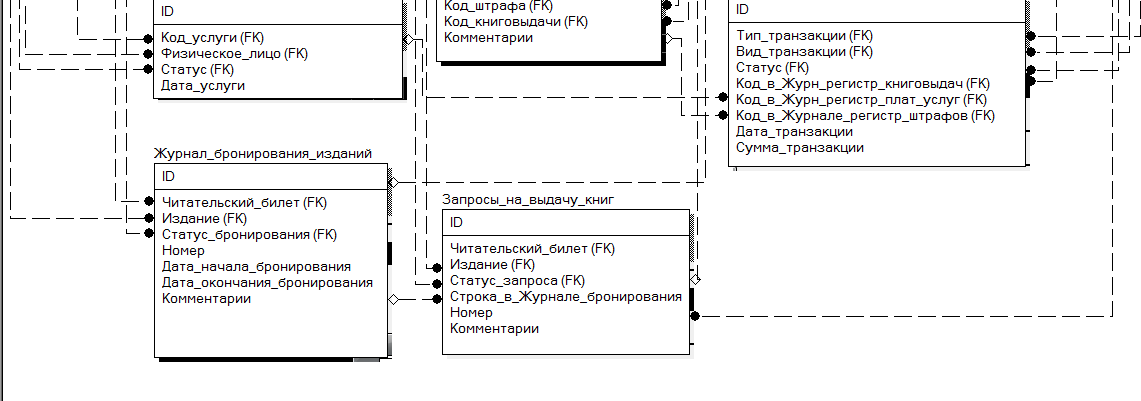 ID
Код_услуги (FK)
Физическое_лицо (FK)
Статус (FK)
Дата_услуги
Код_штрафа (FK)
Код_книговыдачи (FK)
Комментарии
ID
Тип_транзакции (FK)
Вид_транзакции (FK)
Статус (FK)
Код_в_Журн_регистр_книговыдач (FK)
Код_в_Журн_регистр_плат_услуг (FK)
Код_в_Журнале_регистр_штрафов (FK)
Дата_транзакции
Сумма_транзакции
Журнал_бронирования_изданий
ID
Читательский_билет (FK)
Издание (FK)
Статус_бронирования (FK)
Номер
Дата_начала_бронирования
Дата_окончания_бронирования
Комментарии
Запросы_на_выдачу_книг
ID
Читательский_билет (FK)
Издание (FK)
Статус_запроса (FK)
Строка_в_Журнале_бронирования
Номер
Комментарии